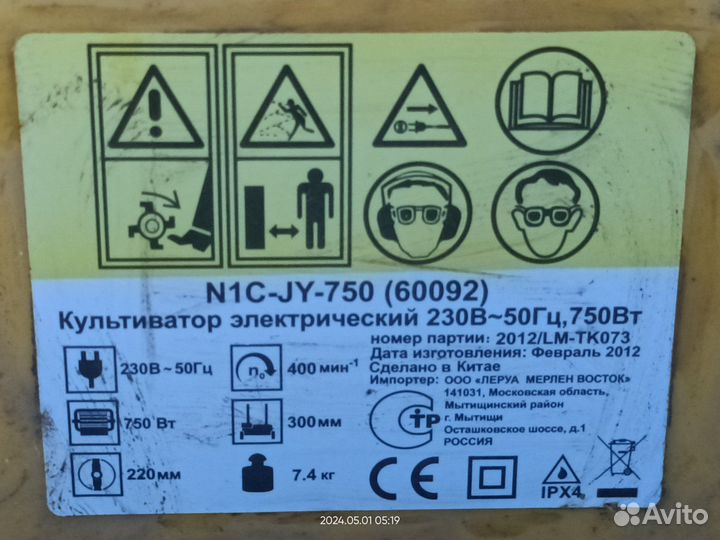 N1C-JY-750 (60092)
Культиватор электрический 230В~50Гц,750Вт
номер партии: 2012/LM-TK073
Дата изготовления: Февраль 2012
Сделано в Китае
Импортер: ООО «ЛЕРУА МЕРЛЕН ВОСТОК»
141031, Московская область,
Мытищинский район
г. Мытищи
Осташковское шоссе, д.1
РОССИЯ
230В ~ 50Гц
n₀
400 мин⁻¹
750 Вт
300мм
220мм
7.4 кг
СТР
CE
IPX4
2024.05.01 05:19
Avito